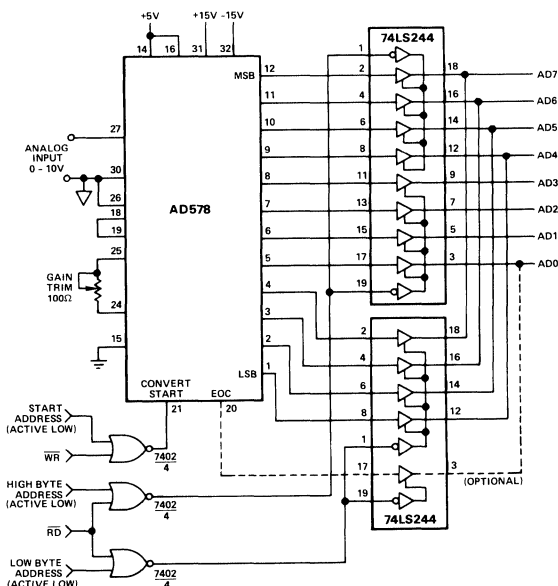 +5V
+15V -15V
14 16 31 32
74LS244
1
MSB 12 2 18 AD7
11 4 16 AD6
10 6 14 AD5
9 8 12 AD4
8 11 9 AD3
7 13 7 AD2
6 15 5 AD1
5 17 3 AD0
19
27
ANALOG
INPUT
0 – 10V
30
26
18
19
AD578
25
GAIN
TRIM
100Ω
24
15
4 2 18
3 4 16
2 6 14
LSB 1 8 12
1
17 3
(OPTIONAL)
19
74LS244
CONVERT
START
EOC
21 20
START
ADDRESS
(ACTIVE LOW)
WR
7402
4
HIGH BYTE
ADDRESS
(ACTIVE LOW)
7402
4
RD
LOW BYTE
ADDRESS
(ACTIVE LOW)
7402
4